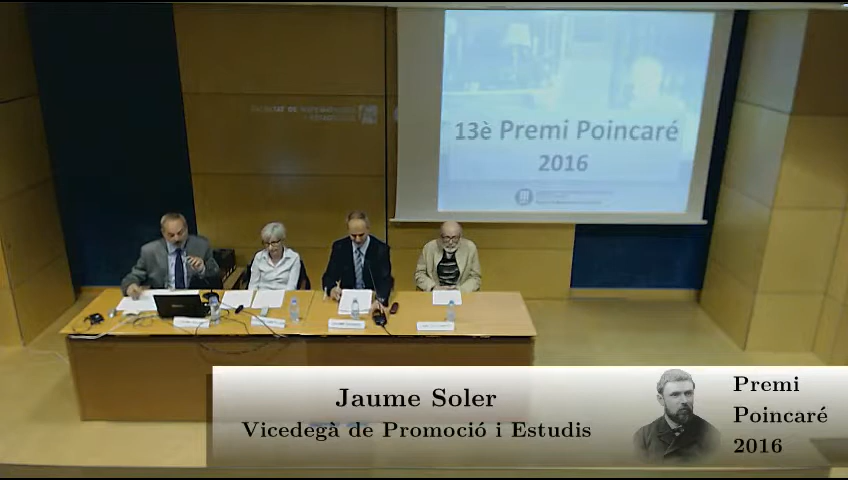 13è Premi Poincaré
2016
Jaume Soler
Vicedegà de Promoció i Estudis
Premi
Poincaré
2016